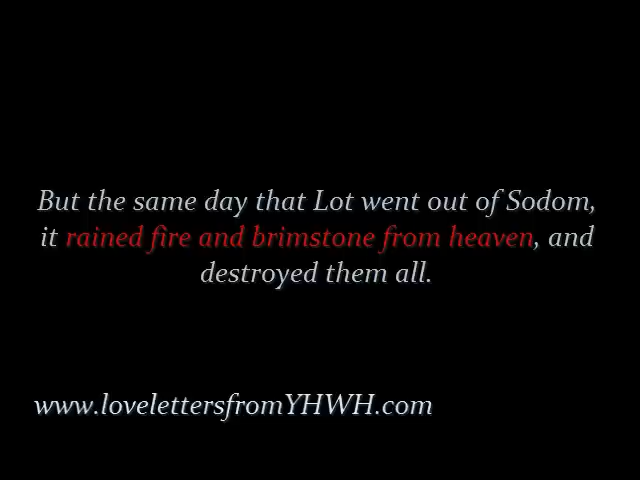 But the same day that Lot went out of Sodom,
it rained fire and brimstone from heaven, and
destroyed them all.
www.lovelettersfromYHWH.com